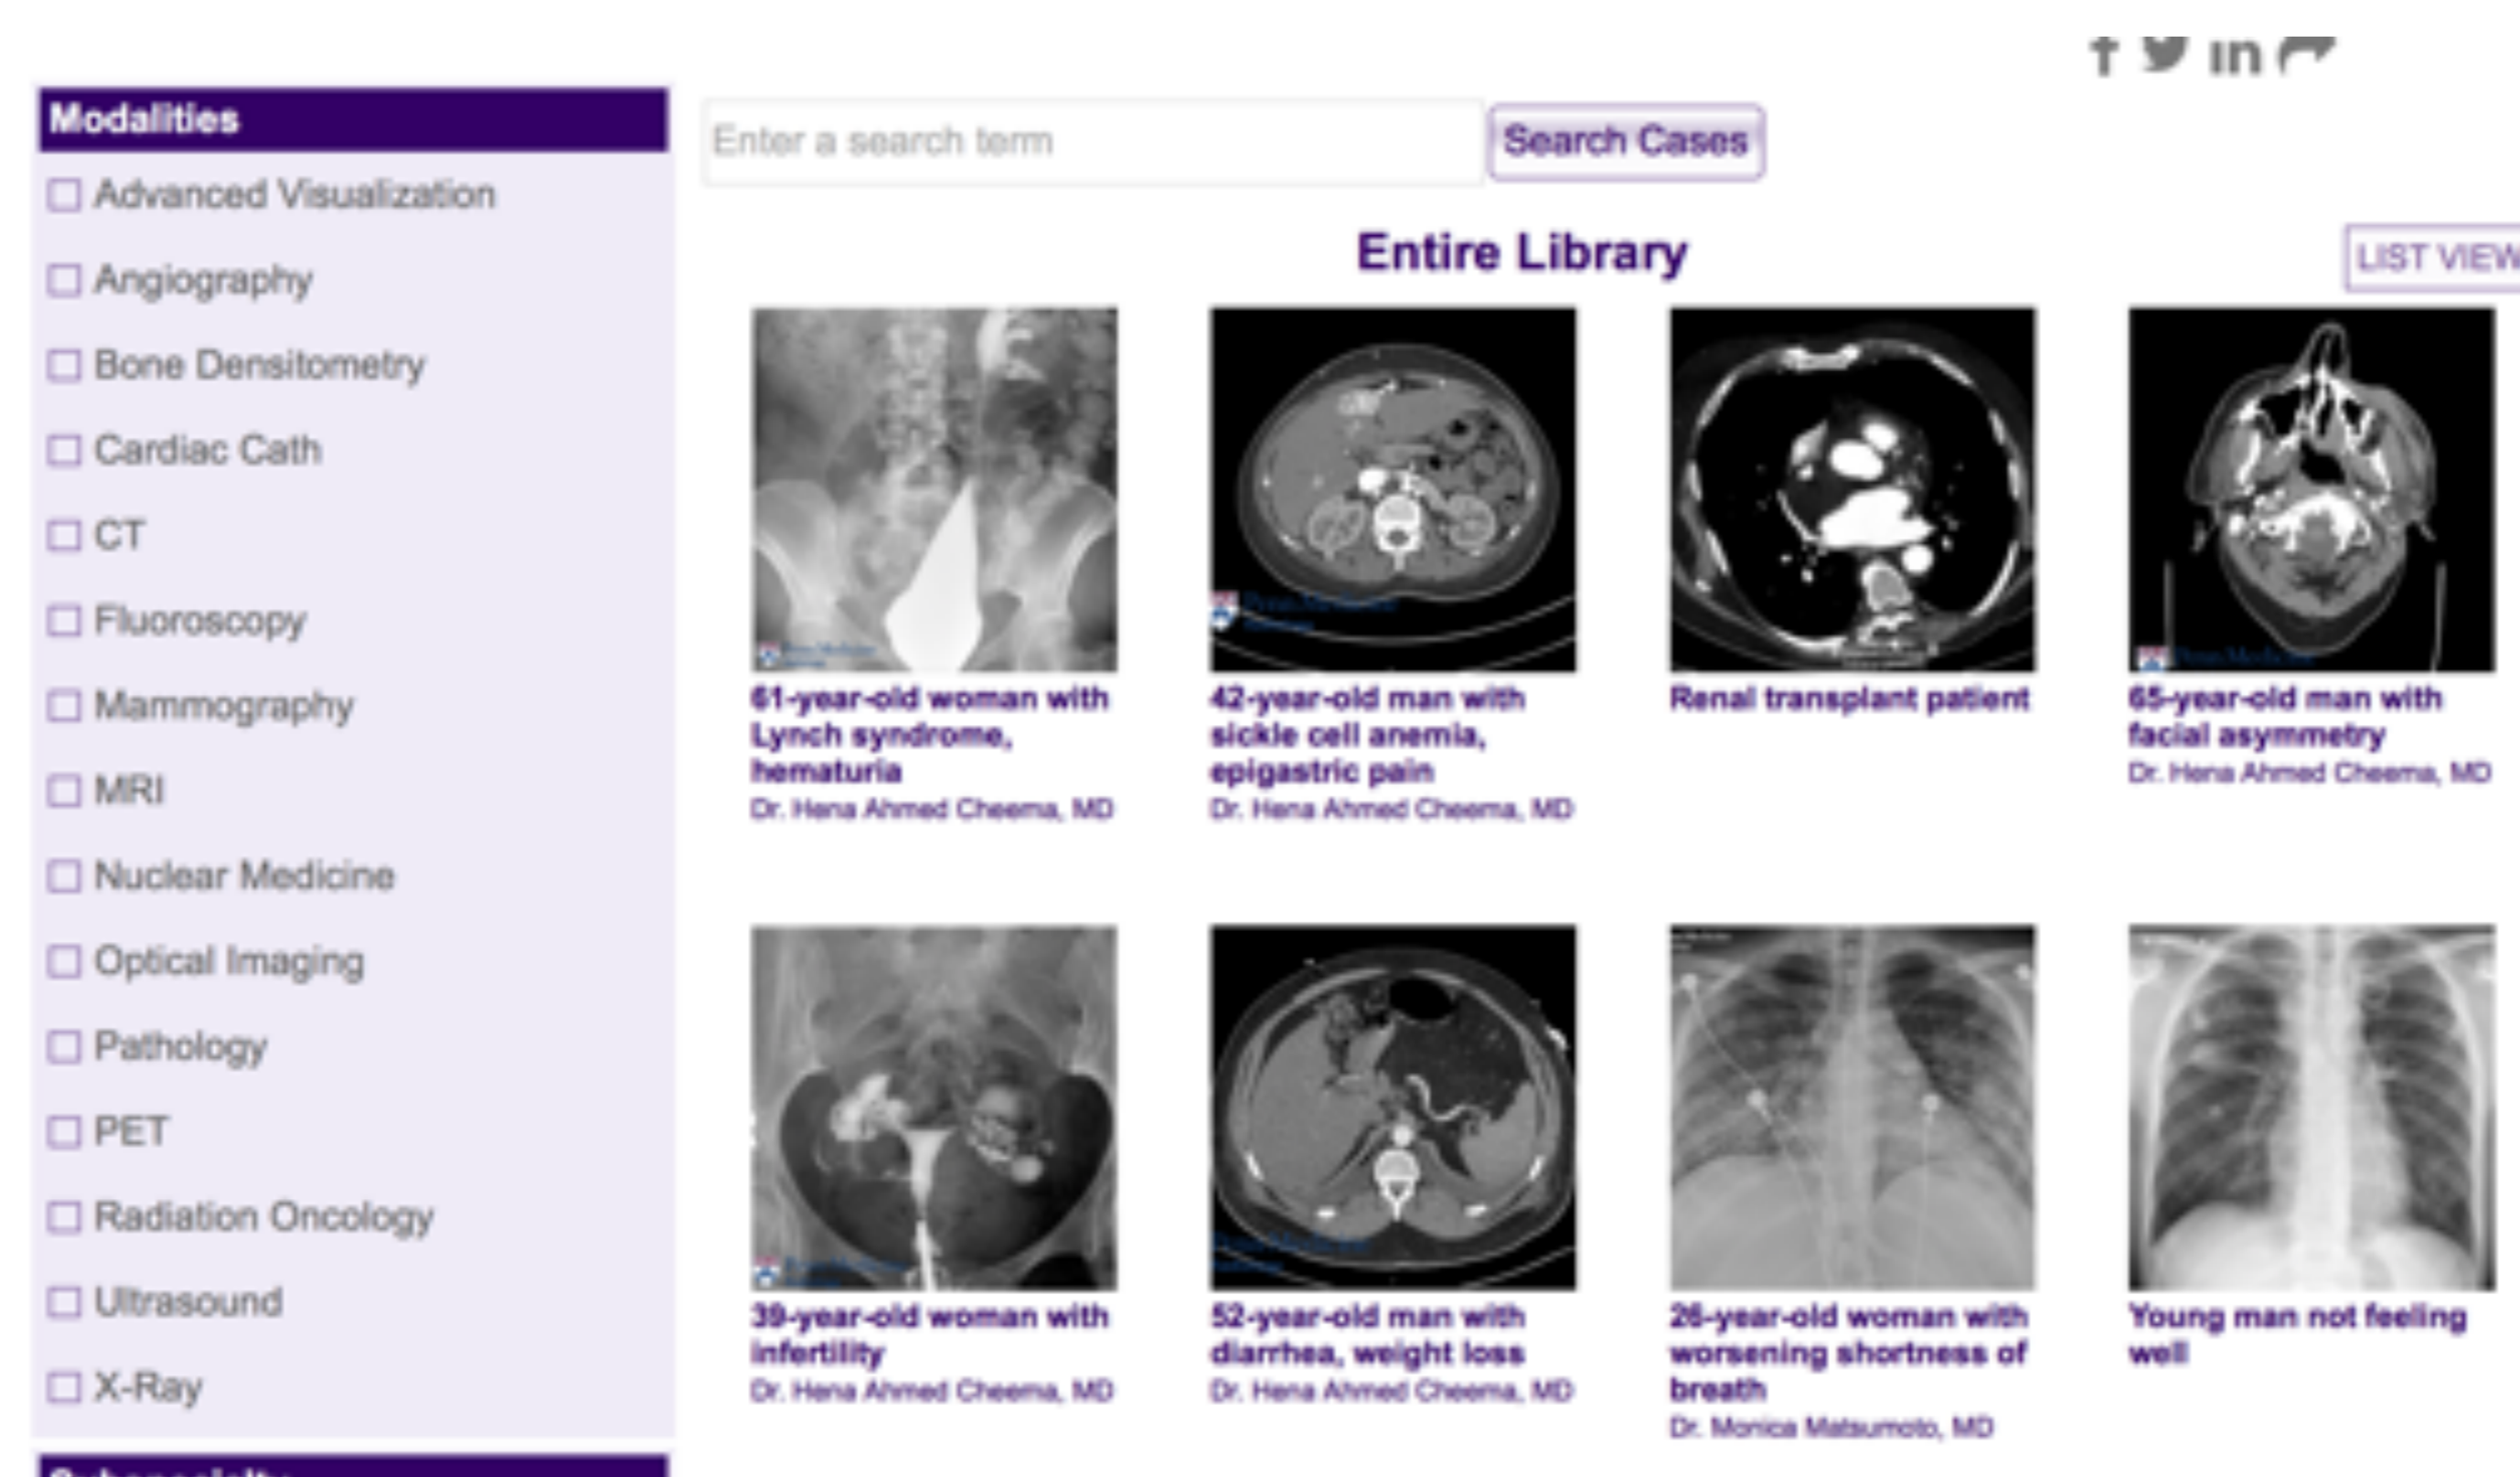 Modalities
Advanced Visualization
Angiography
Bone Densitometry
Cardiac Cath
CT
Fluoroscopy
Mammography
MRI
Nuclear Medicine
Optical Imaging
Pathology
PET
Radiation Oncology
Ultrasound
X-Ray
Enter a search term
Search Cases
Entire Library
LIST VIEW
61-year-old woman with
Lynch syndrome,
hematuria
Dr. Hena Ahmed Cheema, MD
42-year-old man with
sickle cell anemia,
epigastric pain
Dr. Hena Ahmed Cheema, MD
Renal transplant patient
65-year-old man with
facial asymmetry
Dr. Hena Ahmed Cheema, MD
39-year-old woman with
infertility
Dr. Hena Ahmed Cheema, MD
52-year-old man with
diarrhea, weight loss
Dr. Hena Ahmed Cheema, MD
26-year-old woman with
worsening shortness of
breath
Dr. Monica Matsumoto, MD
Young man not feeling
well